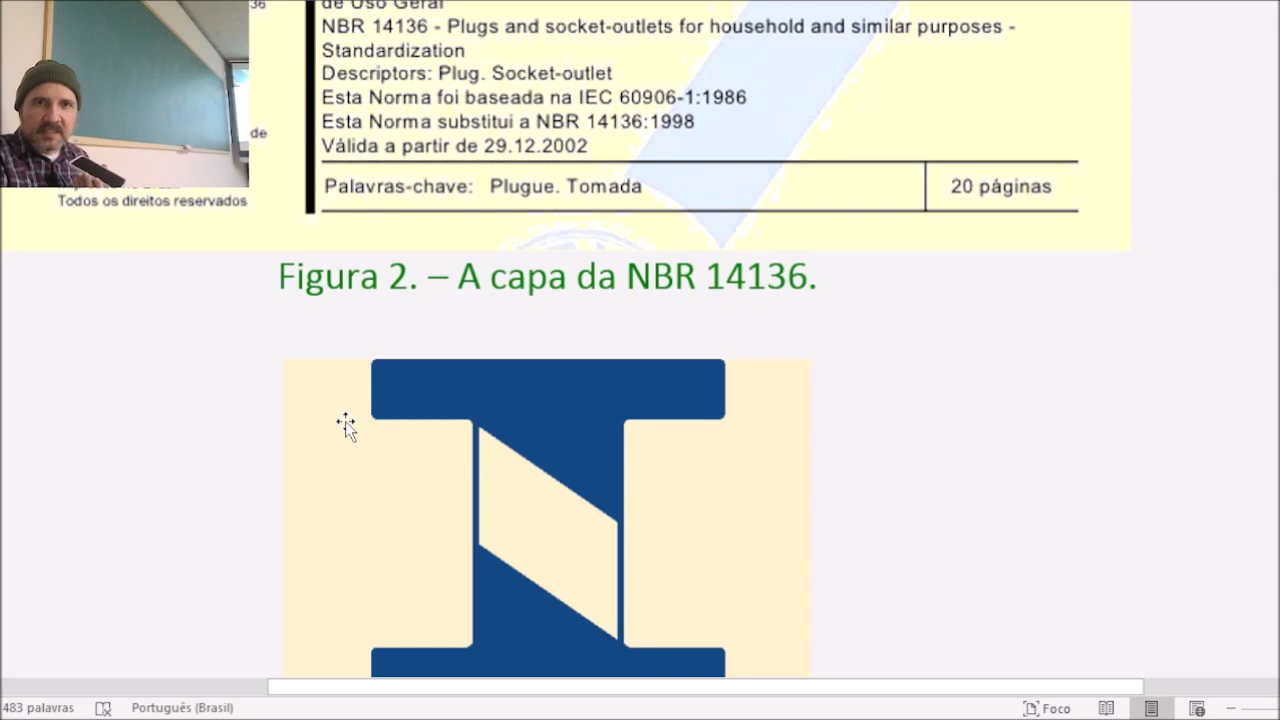 36
de Uso Geral
NBR 14136 - Plugs and socket-outlets for household and similar purposes -
Standardization
Descriptors: Plug. Socket-outlet
Esta Norma foi baseada na IEC 60906-1:1986
de
Esta Norma substitui a NBR 14136:1998
Válida a partir de 29.12.2002
Palavras-chave: Plugue. Tomada
20 páginas
Todos os direitos reservados
Figura 2. – A capa da NBR 14136.
483 palavras
Português (Brasil)
Foco